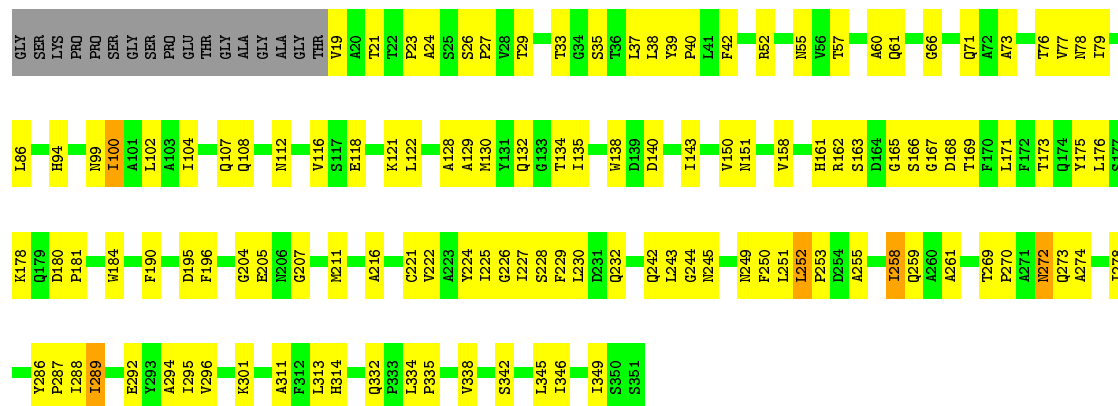 GLY SER LYS PRO PRO SER GLY SER PRO GLU THR GLY ALA GLY ALA GLY THR V19 A20 T21 T22 P23 A24 S25 S26 P27 V28 T29 T33 G34 S35 T36 L37 L38 Y39 P40 L41 F42 R52 N55 V56 T57 A60 Q61 G66 Q71 A72 A73 T76 V77 N78 I79
L86 H94 N99 I100 A101 L102 A103 I104 Q107 Q108 N112 V116 S117 E118 K121 L122 A128 A129 M130 Y131 Q132 G133 T134 I135 W138 D139 D140 I143 V150 N151 V158 H161 R162 S163 D164 G165 S166 G167 D168 T169 F170 L171 F172 T173 Q174 Y175 L176 S177
K178 Q179 D180 P181 W184 F190 D195 F196 G204 E205 N206 G207 M211 A216 C221 V222 A223 Y224 I225 G226 I227 S228 F229 L230 D231 Q232 Q242 L243 G244 N245 N249 F250 L251 L252 P253 D254 A255 I258 Q259 A260 A261 T269 P270 A271 N272 Q273 A274
Y286 P287 I288 I289 E292 Y293 A294 I295 V296 K301 A311 F312 L313 H314 Q332 P333 L334 P335 V338 S342 L345 I346 I349 S350 S351